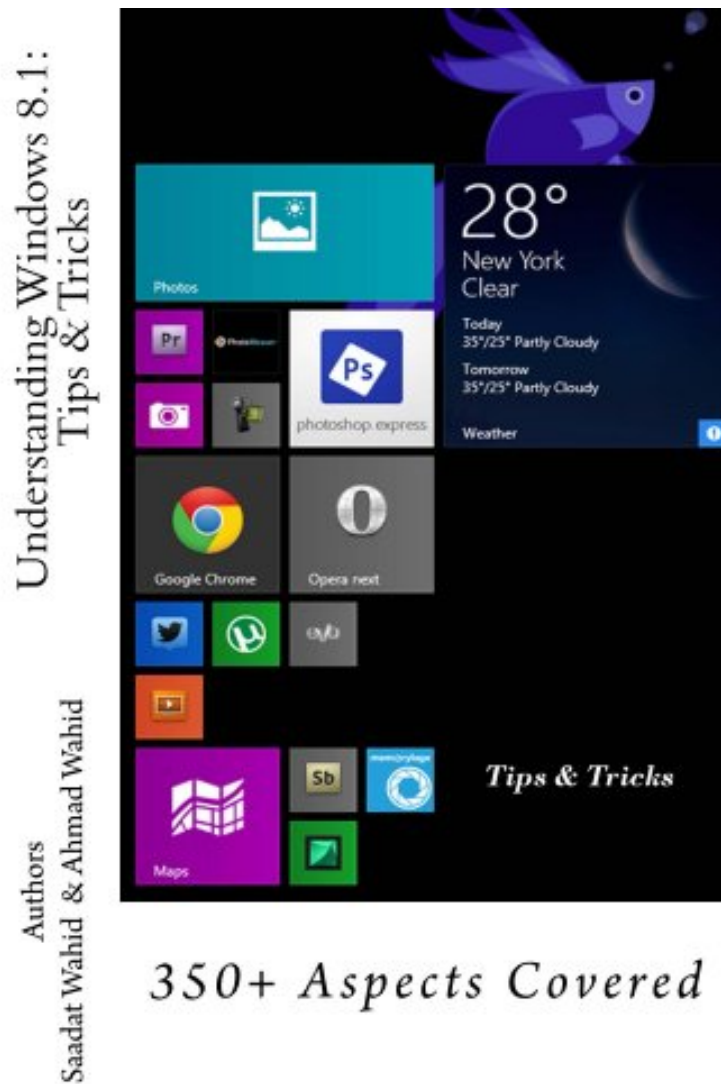 Understanding Windows 8.1:
Tips & Tricks
Authors
Saadat Wahid & Ahmad Wahid
Photos
28°
New York
Clear
Today
35°/25° Partly Cloudy
Tomorrow
35°/25° Partly Cloudy
Weather
Pr
Ps
photoshop express
Google Chrome
Opera next
Sb
Maps
Tips & Tricks
350+ Aspects Covered